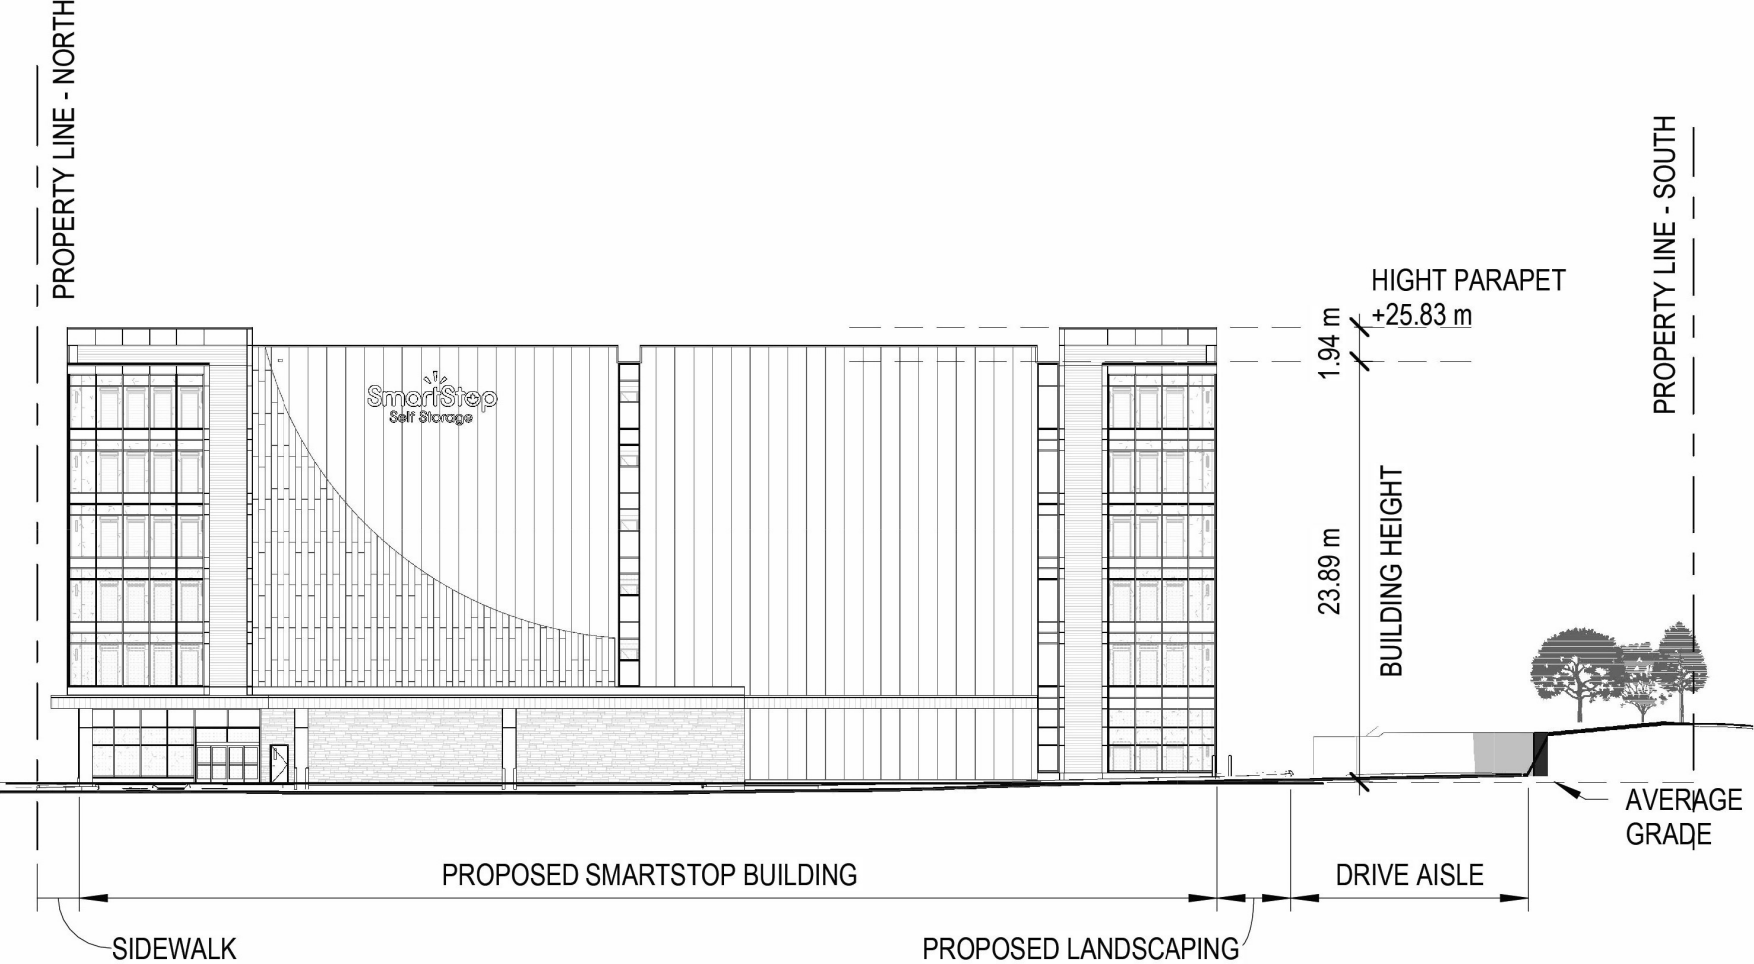 PROPERTY LINE - NORTH
PROPERTY LINE - SOUTH
HIGHT PARAPET
+25.83 m
1.94 m
SmartStop
Self Storage
23.89 m
BUILDING HEIGHT
AVERAGE
GRADE
PROPOSED SMARTSTOP BUILDING
DRIVE AISLE
SIDEWALK
PROPOSED LANDSCAPING